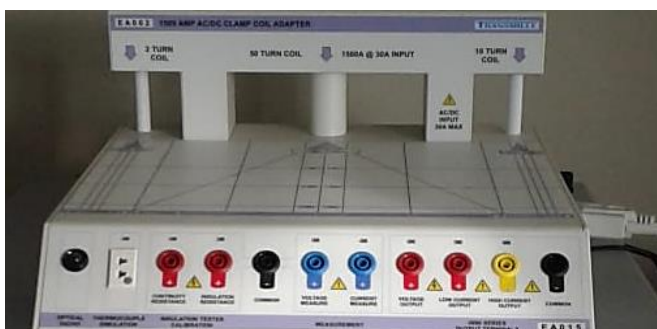 EA002 1500 AMP AC/DC CLAMP COIL ADAPTER TRANSMILLE
2 TURN COIL
50 TURN COIL
1500A @ 30A INPUT
10 TURN COIL
AC/DC INPUT 30A MAX
CONTINUITY RESISTANCE
INSULATION RESISTANCE
COMMON
VOLTAGE MEASURE
CURRENT MEASURE
VOLTAGE OUTPUT
LOW CURRENT OUTPUT
HIGH CURRENT OUTPUT
COMMON
OPTICAL
THERMOCOUPLE SIMULATION
INSULATION TESTER CALIBRATION
MEASUREMENT
SERIES
EA015